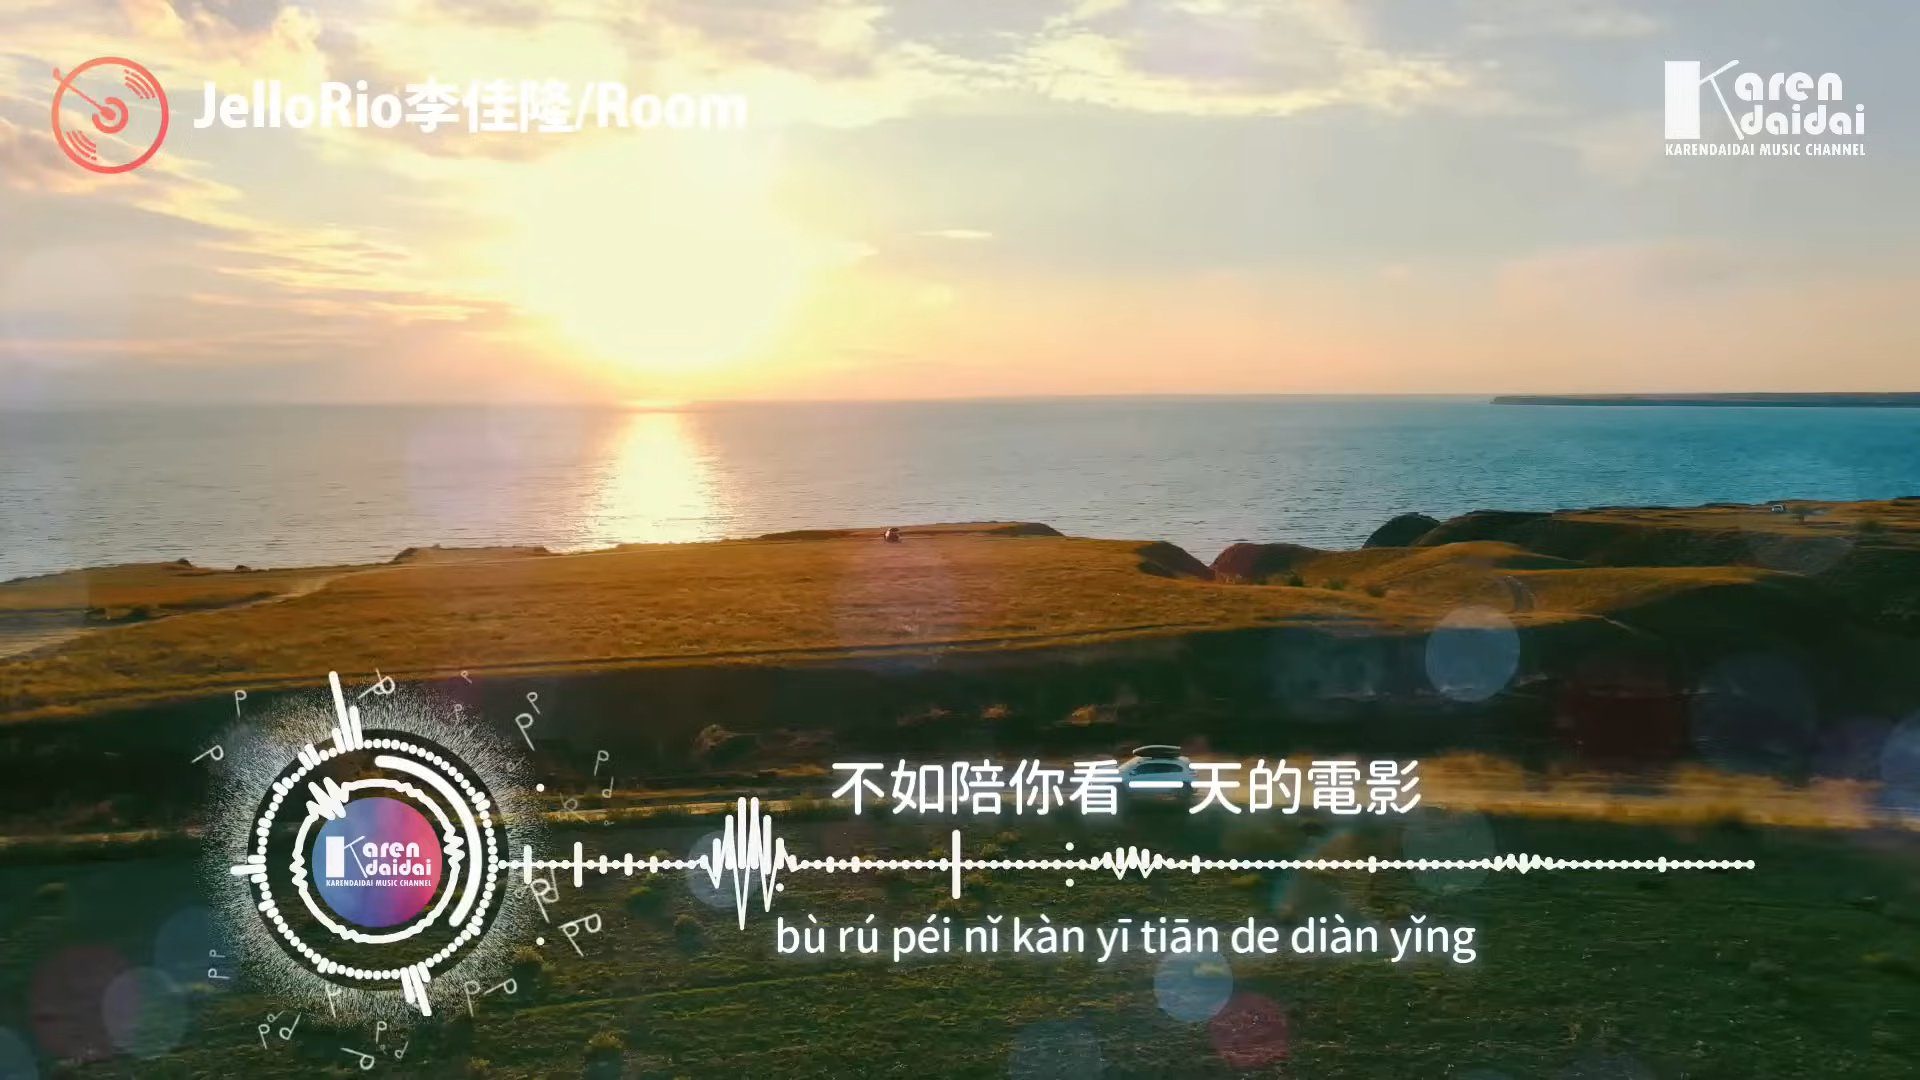 JelloRio李佳隆/Room
Karen
daidai
KARENDAIDAI MUSIC CHANNEL
不如陪你看一天的電影
Karen
daidai
KARENDAIDAI MUSIC CHANNEL
bù rú péi nǐ kàn yī tiān de diàn yǐng